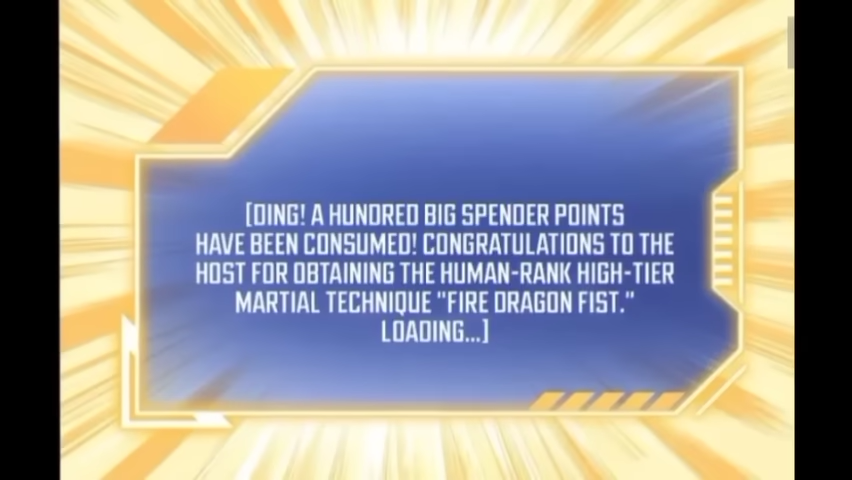 [DING! A HUNDRED BIG SPENDER POINTS
HAVE BEEN CONSUMED! CONGRATULATIONS TO THE
HOST FOR OBTAINING THE HUMAN-RANK HIGH-TIER
MARTIAL TECHNIQUE "FIRE DRAGON FIST."
LOADING...]